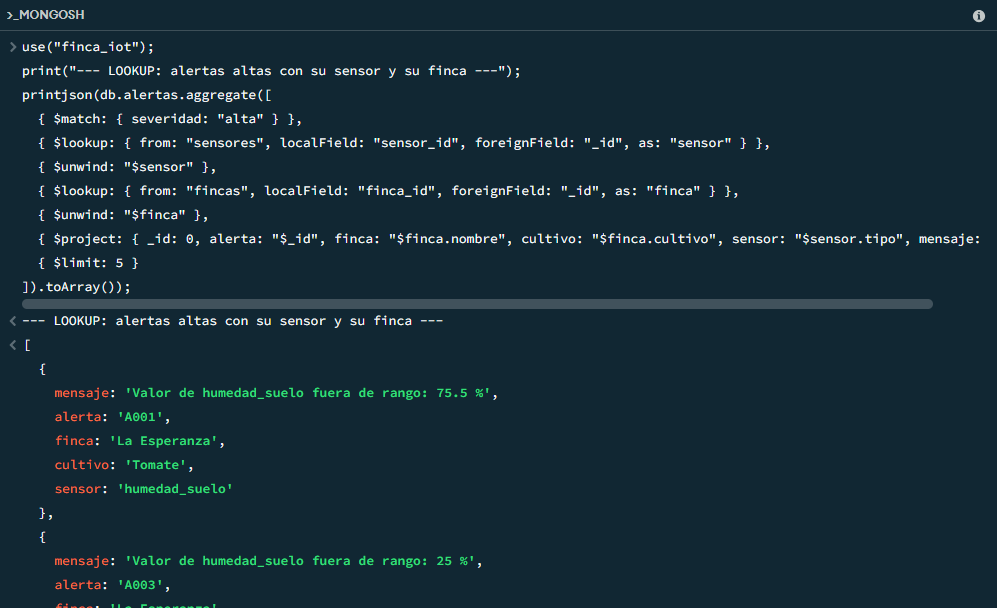 >_MONGOSH
use("finca_iot");
print("--- LOOKUP: alertas altas con su sensor y su finca ---");
printjson(db.alertas.aggregate([
{ $match: { severidad: "alta" } },
{ $lookup: { from: "sensores", localField: "sensor_id", foreignField: "_id", as: "sensor" } },
{ $unwind: "$sensor" },
{ $lookup: { from: "fincas", localField: "finca_id", foreignField: "_id", as: "finca" } },
{ $unwind: "$finca" },
{ $project: { _id: 0, alerta: "$_id", finca: "$finca.nombre", cultivo: "$finca.cultivo", sensor: "$sensor.tipo", mensaje:
{ $limit: 5 }
]).toArray());
--- LOOKUP: alertas altas con su sensor y su finca ---
[
{
mensaje: 'Valor de humedad_suelo fuera de rango: 75.5 %',
alerta: 'A001',
finca: 'La Esperanza',
cultivo: 'Tomate',
sensor: 'humedad_suelo'
},
{
mensaje: 'Valor de humedad_suelo fuera de rango: 25 %',
alerta: 'A003',
finca: 'La Esperanza'